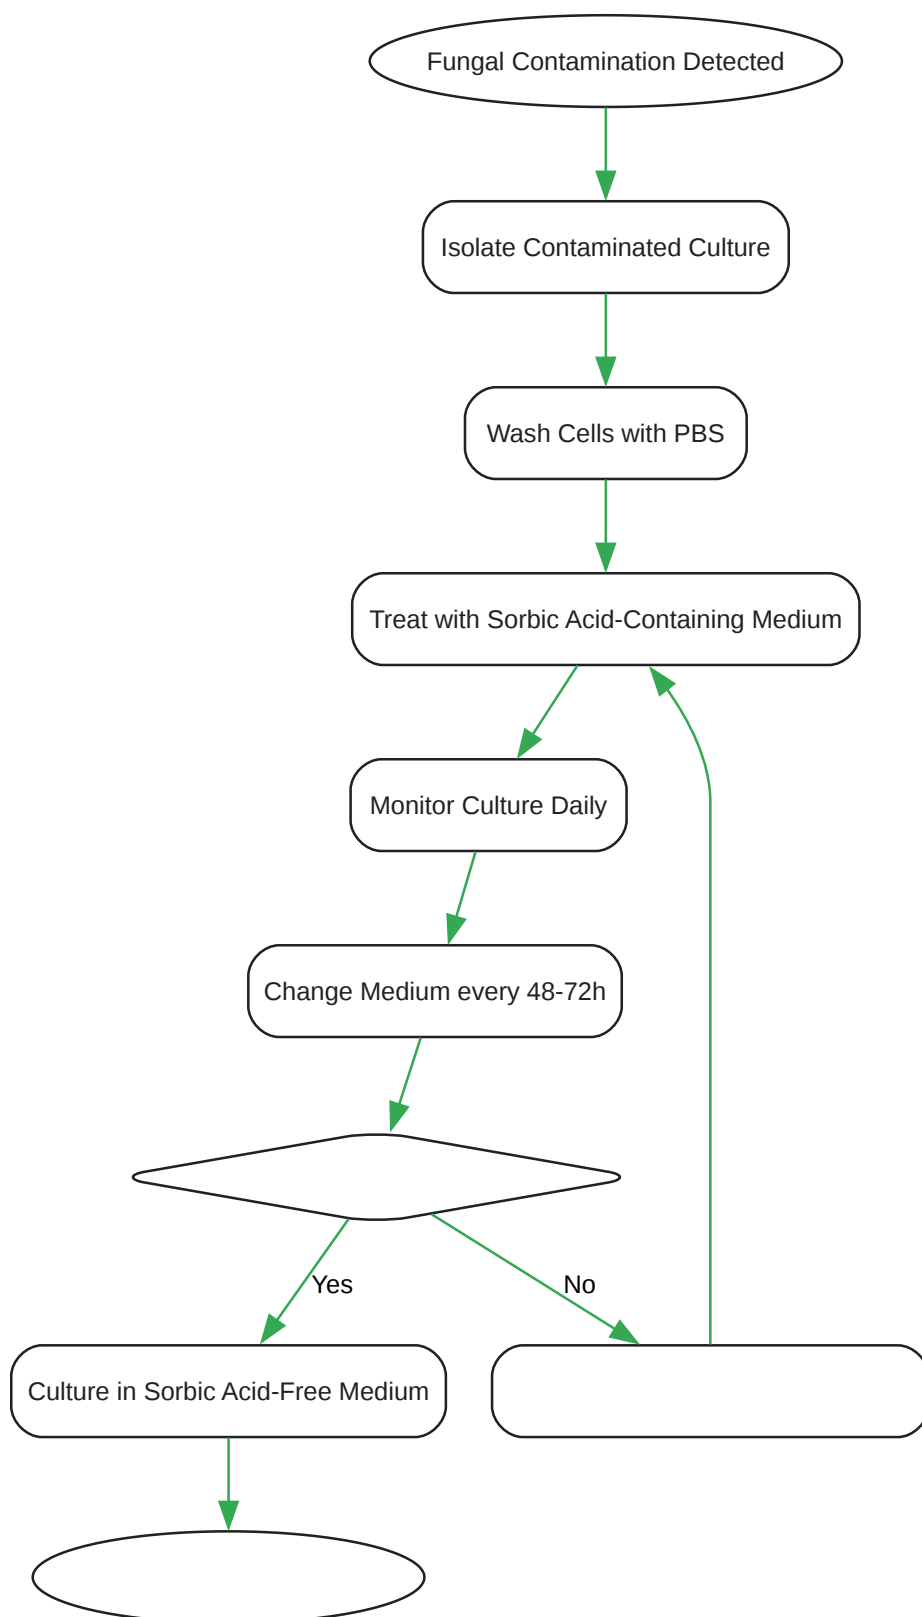 Fungal Contamination Detected
Isolate Contaminated Culture
Wash Cells with PBS
Treat with Sorbic Acid-Containing Medium
Monitor Culture Daily
Change Medium every 48-72h
Yes
No
Culture in Sorbic Acid-Free Medium